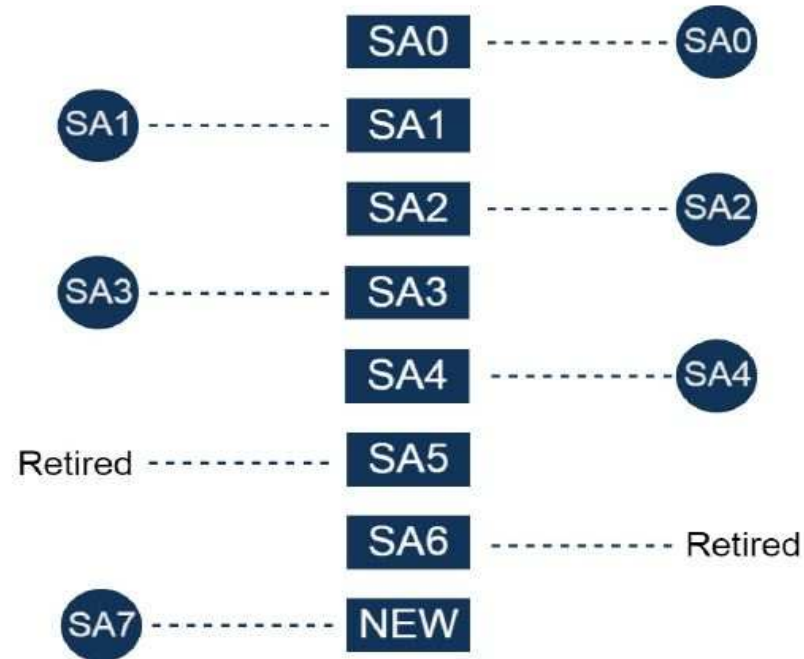 SA0 SA0
SA1 SA1
SA2 SA2
SA3 SA3
SA4 SA4
Retired SA5
SA6 Retired
SA7 NEW